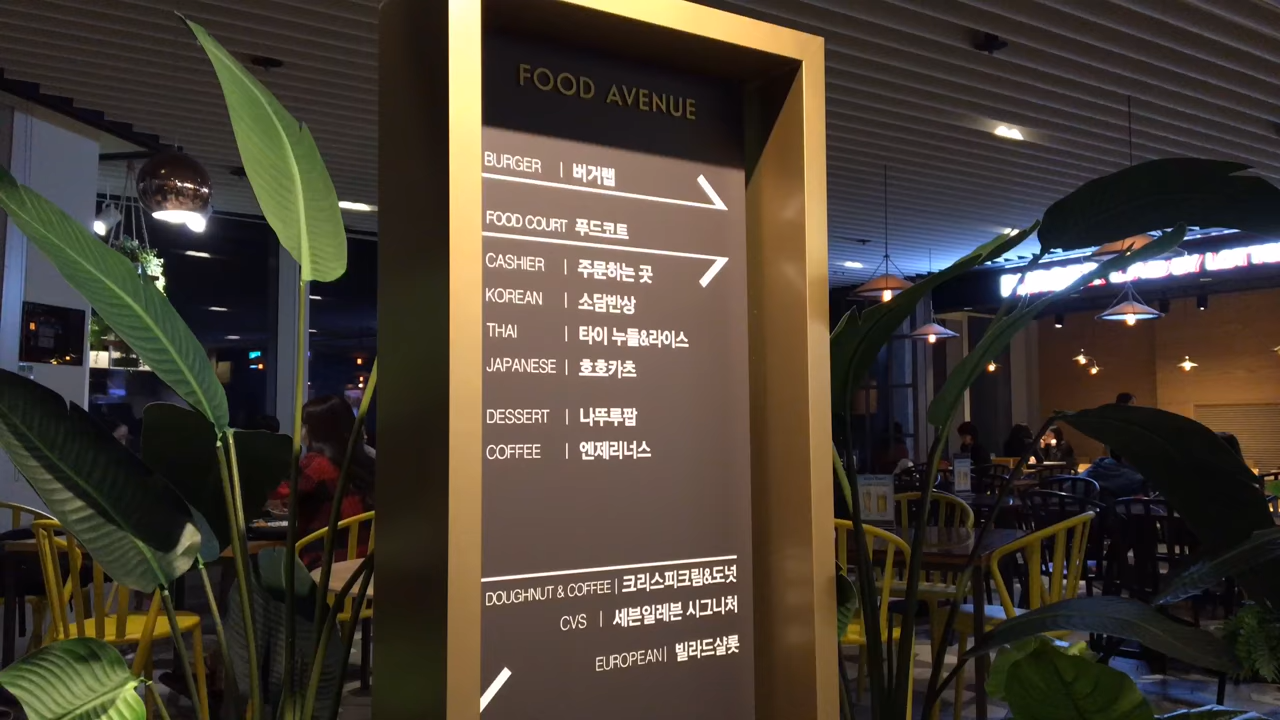 FOOD AVENUE
BURGER | 버거랩
FOOD COURT 푸드코트
CASHIER | 주문하는 곳
KOREAN | 소담반상
THAI | 타이 누들&라이스
JAPANESE | 호호카츠
DESSERT | 나뚜루팝
COFFEE | 엔제리너스
DOUGHNUT & COFFEE | 크리스피크림&도넛
CVS | 세븐일레븐 시그니처
EUROPEAN | 빌라드샬롯